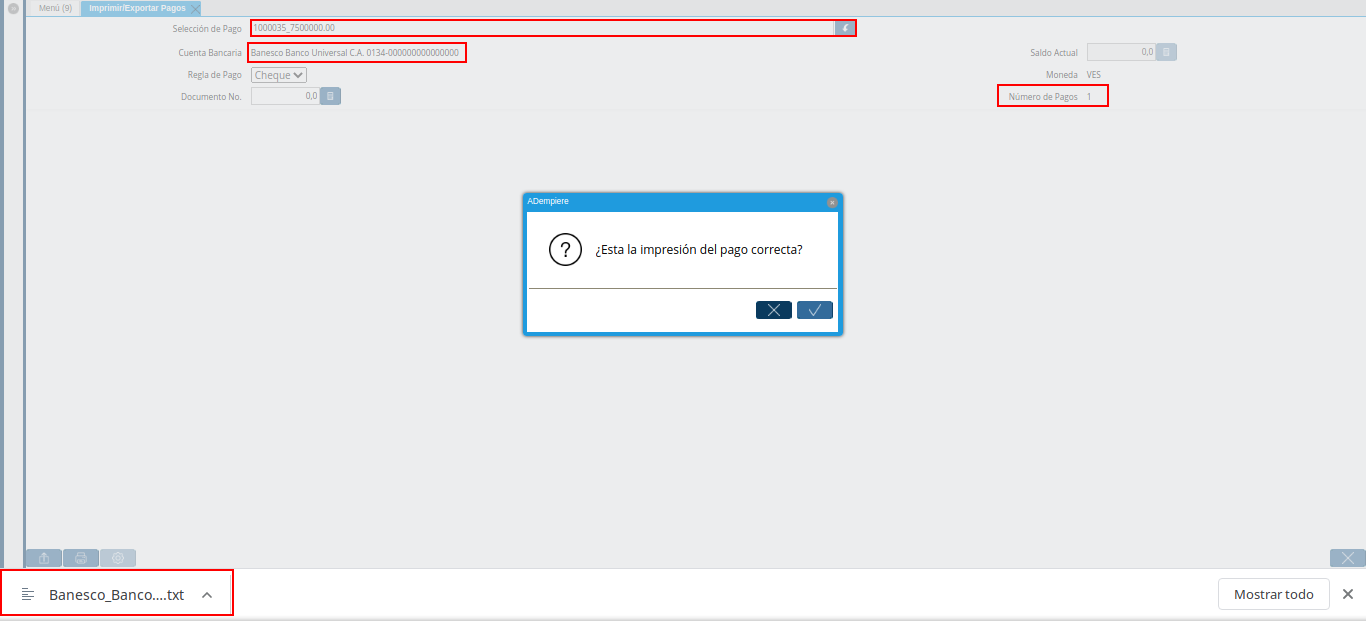 Menú (9) Imprimir/Exportar Pagos
Selección de Pago 1000035_7500000.00
Cuenta Bancaria Banesco Banco Universal C.A. 0134-000000000000000 Saldo Actual 0,0
Regla de Pago Cheque Moneda VES
Documento No. 0,0 Número de Pagos 1
ADempiere
¿Esta la impresión del pago correcta?
Banesco_Banco....txt Mostrar todo